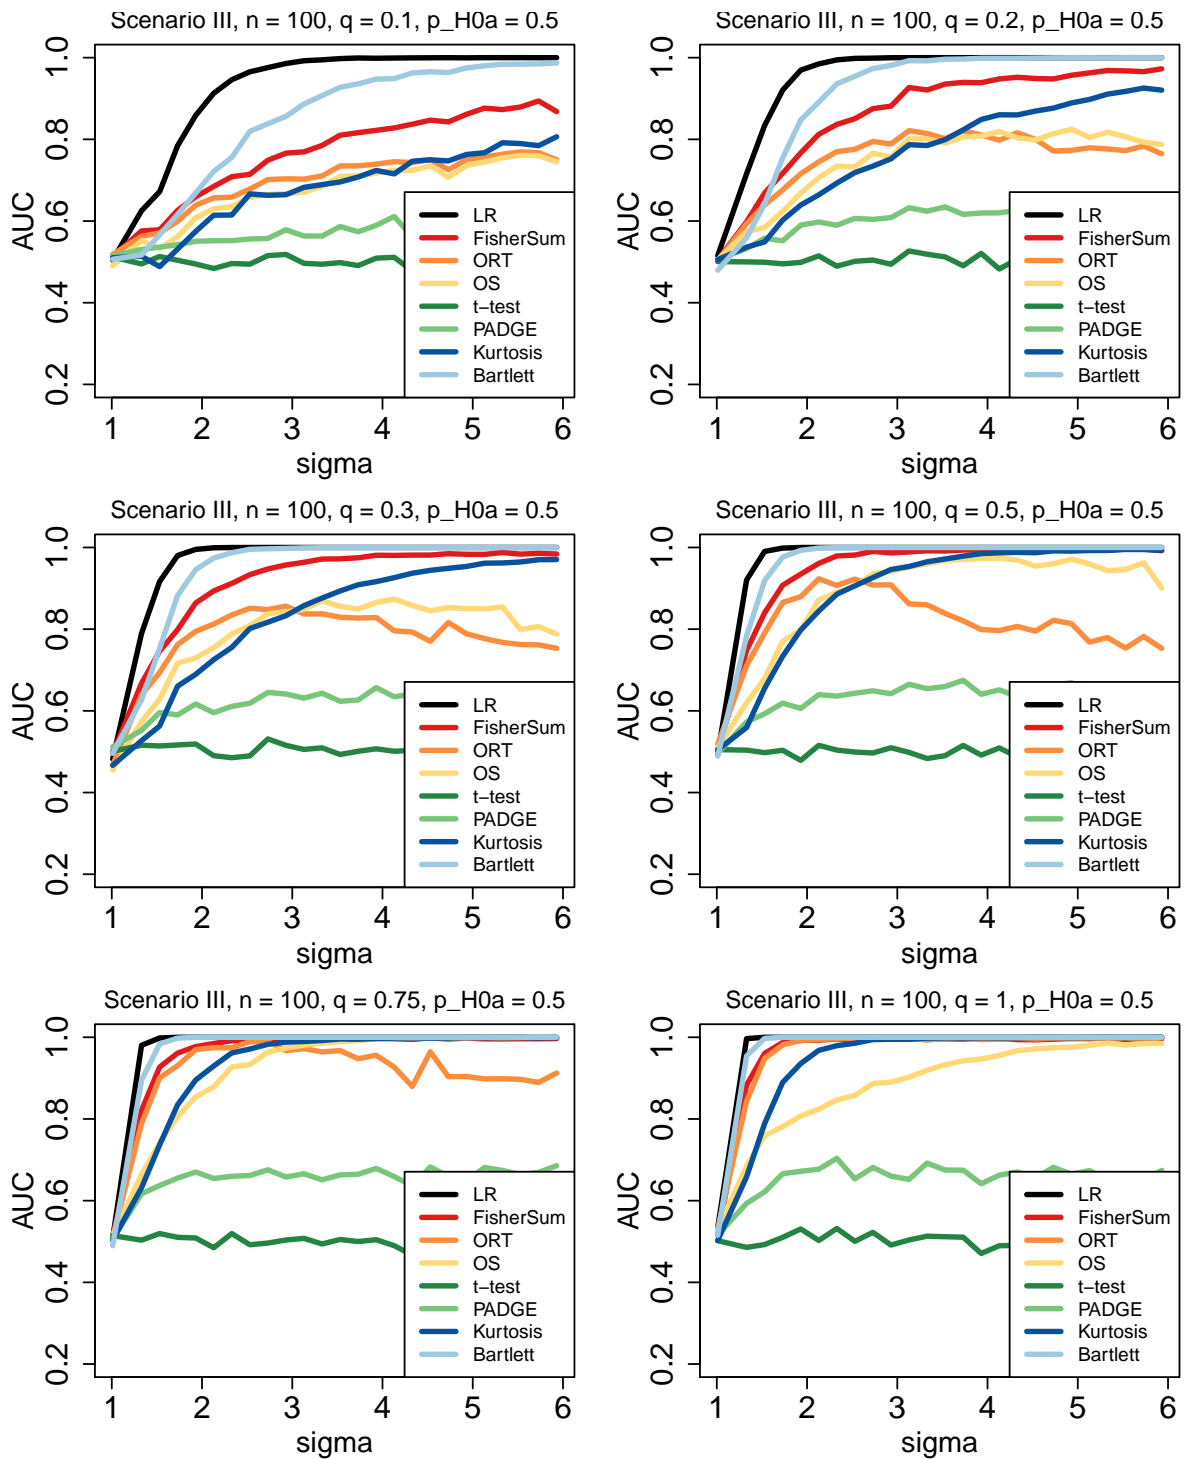 Scenario III, n = 100, q = 0.1, p_H0a = 0.5
AUC
1.0
0.8
0.6
0.4
0.2
LR
FisherSum
ORT
OS
t-test
PADGE
Kurtosis
Bartlett
1 2 3 4 5 6
sigma
Scenario III, n = 100, q = 0.2, p_H0a = 0.5
AUC
1.0
0.8
0.6
0.4
0.2
LR
FisherSum
ORT
OS
t-test
PADGE
Kurtosis
Bartlett
1 2 3 4 5 6
sigma
Scenario III, n = 100, q = 0.3, p_H0a = 0.5
AUC
1.0
0.8
0.6
0.4
0.2
LR
FisherSum
ORT
OS
t-test
PADGE
Kurtosis
Bartlett
1 2 3 4 5 6
sigma
Scenario III, n = 100, q = 0.5, p_H0a = 0.5
AUC
1.0
0.8
0.6
0.4
0.2
LR
FisherSum
ORT
OS
t-test
PADGE
Kurtosis
Bartlett
1 2 3 4 5 6
sigma
Scenario III, n = 100, q = 0.75, p_H0a = 0.5
AUC
1.0
0.8
0.6
0.4
0.2
LR
FisherSum
ORT
OS
t-test
PADGE
Kurtosis
Bartlett
1 2 3 4 5 6
sigma
Scenario III, n = 100, q = 1, p_H0a = 0.5
AUC
1.0
0.8
0.6
0.4
0.2
LR
FisherSum
ORT
OS
t-test
PADGE
Kurtosis
Bartlett
1 2 3 4 5 6
sigma